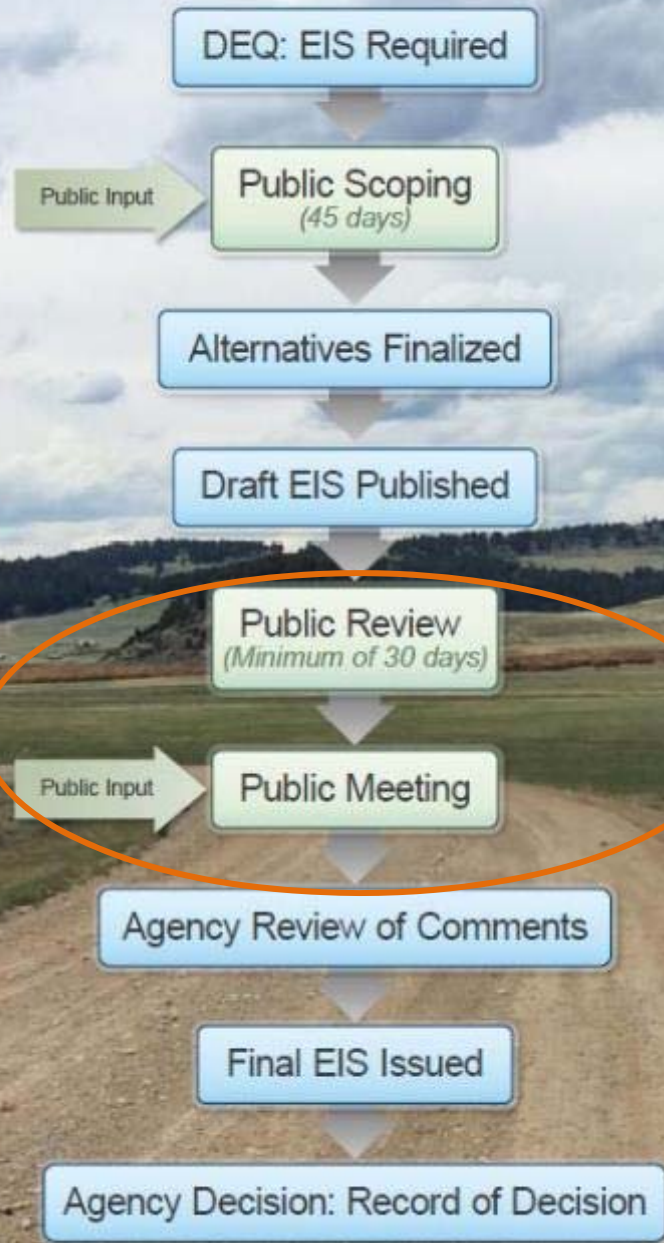 DEQ: EIS Required
Public Input
Public Scoping
(45 days)
Alternatives Finalized
Draft EIS Published
Public Review
(Minimum of 30 days)
Public Input
Public Meeting
Agency Review of Comments
Final EIS Issued
Agency Decision: Record of Decision